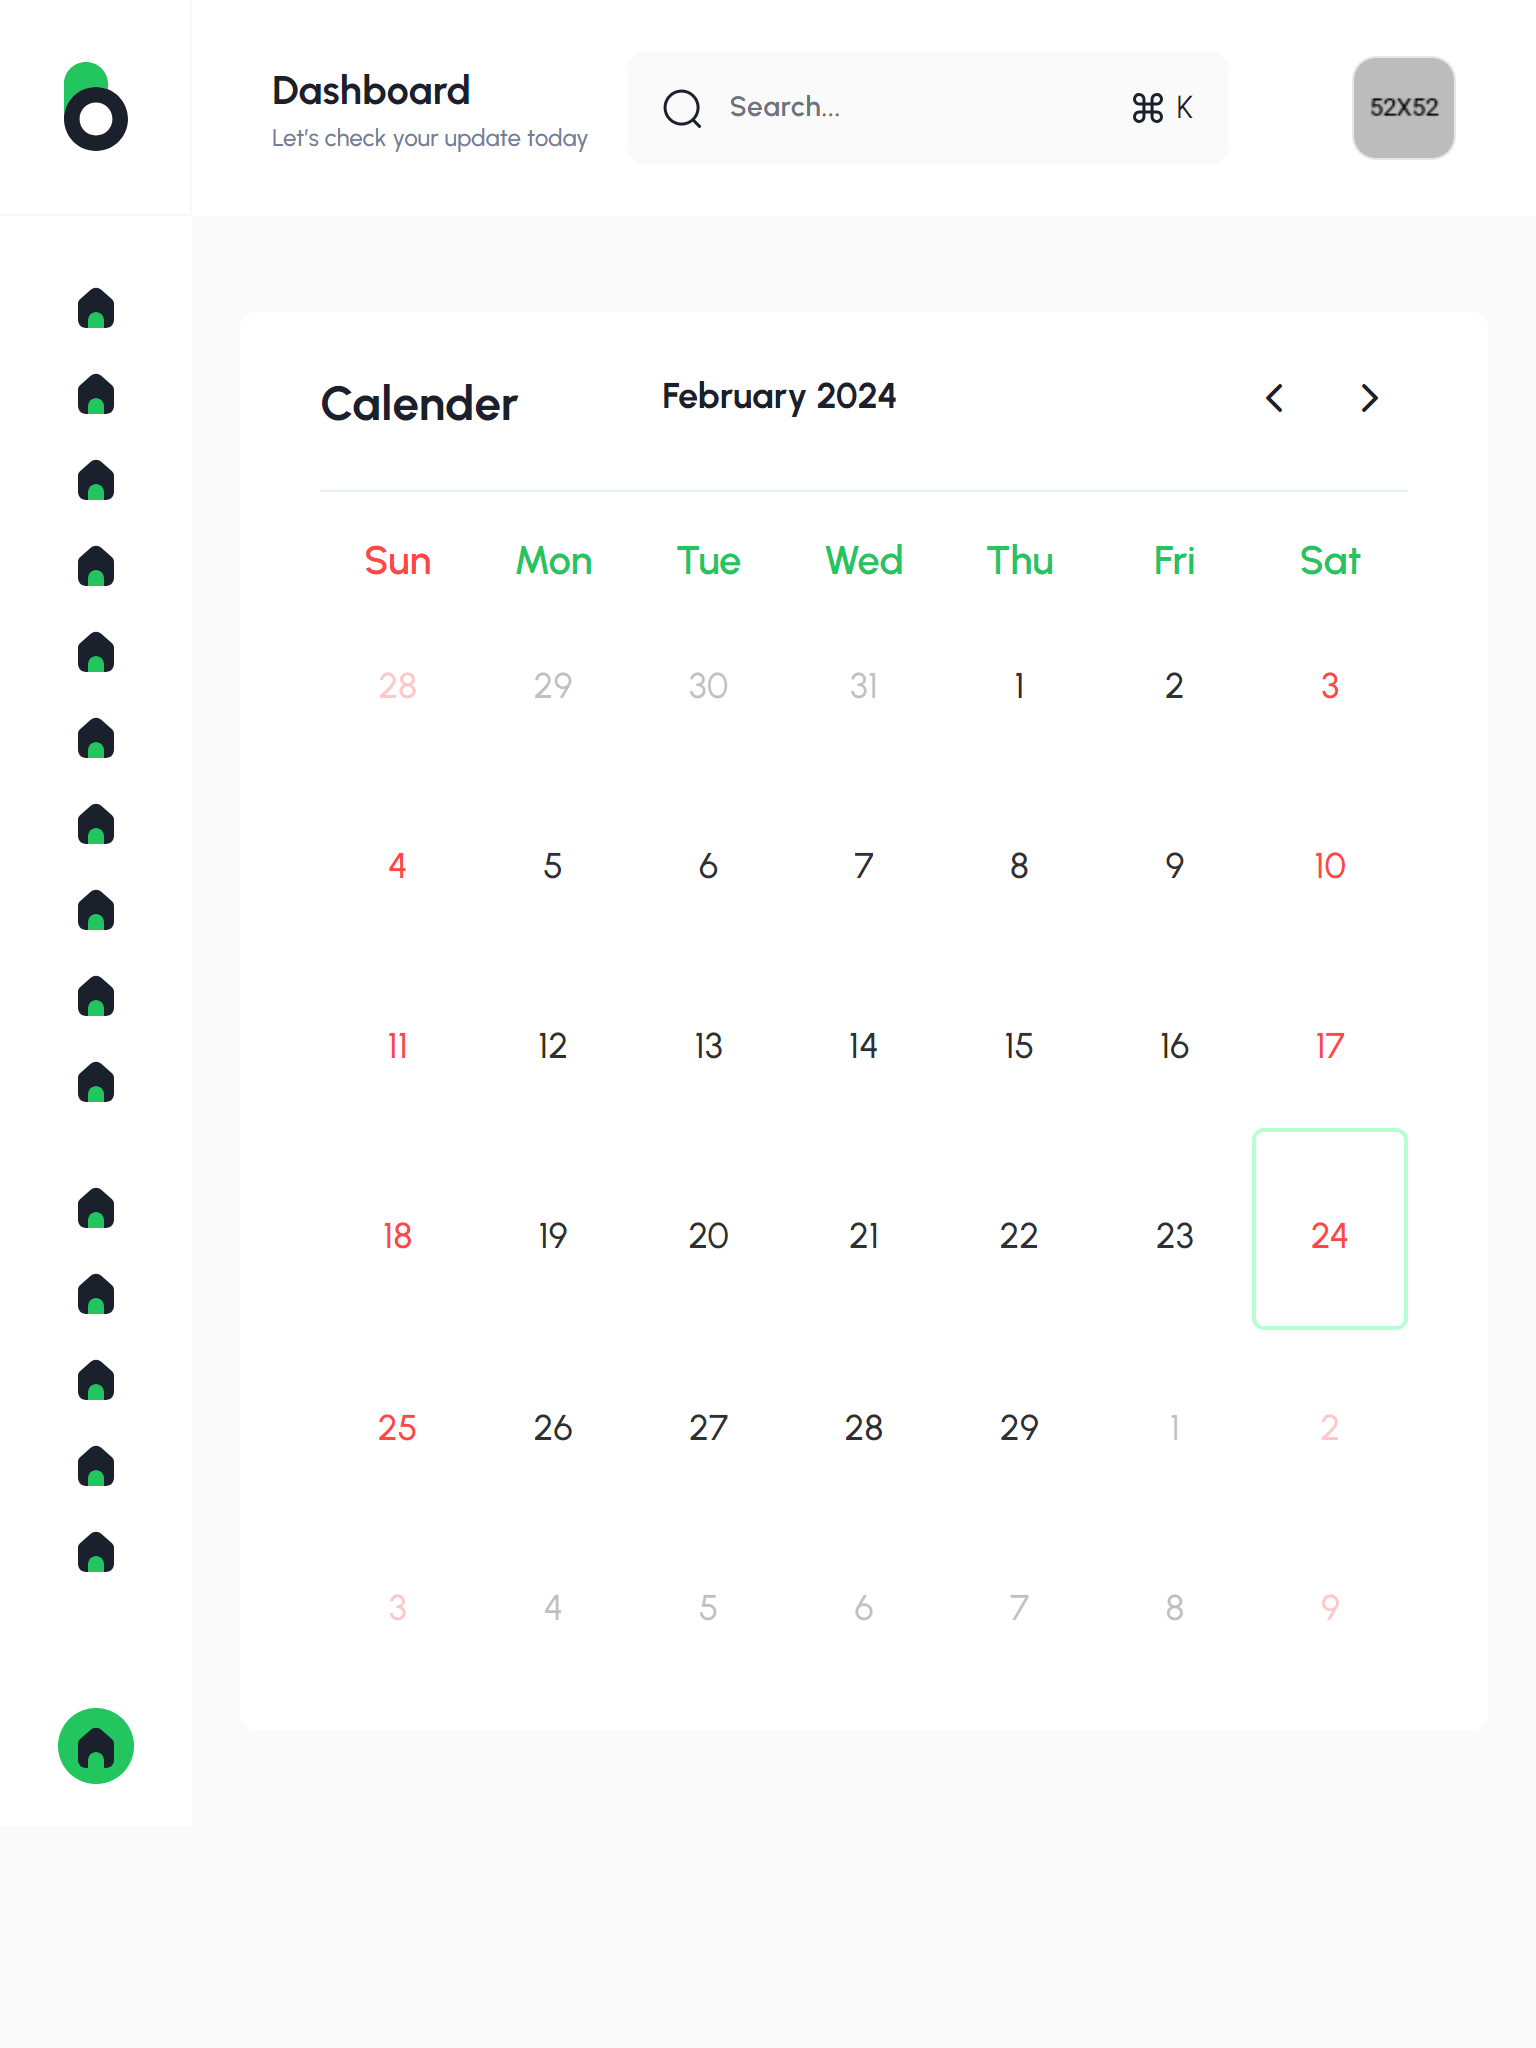 Dashboard
Let's check your update today
Search...
⌘ K
52X52
Calender
February 2024
Sun Mon Tue Wed Thu Fri Sat
28 29 30 31 1 2 3
4 5 6 7 8 9 10
11 12 13 14 15 16 17
18 19 20 21 22 23 24
25 26 27 28 29 1 2
3 4 5 6 7 8 9